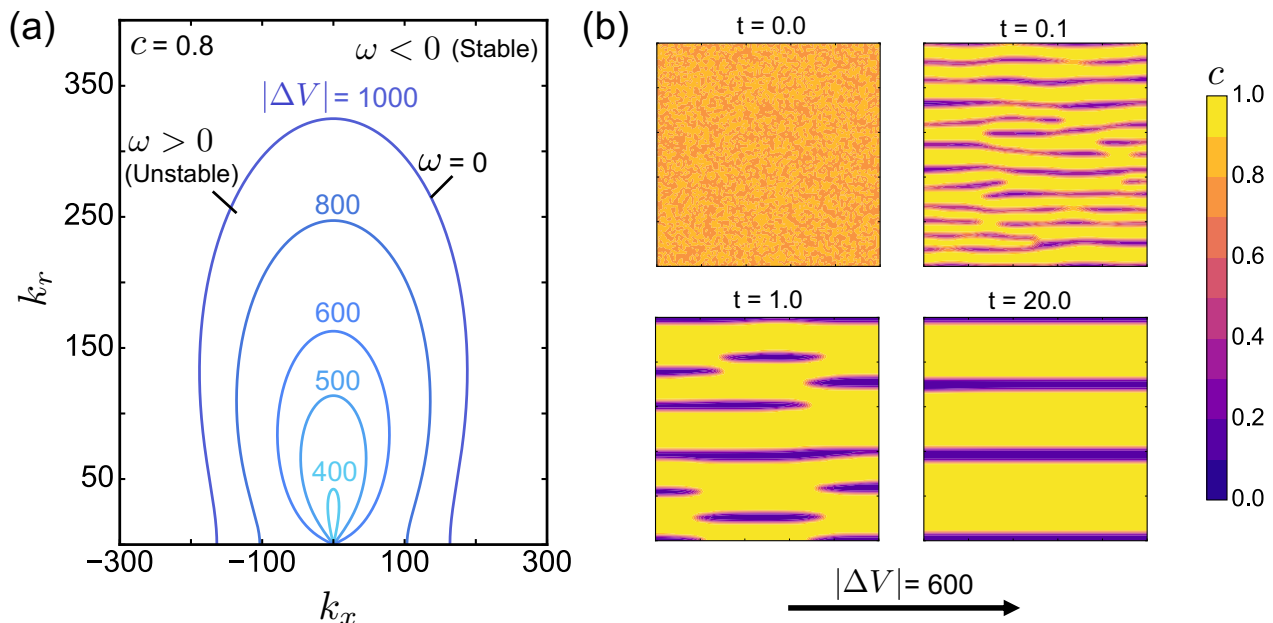 (a)
c = 0.8
ω < 0 (Stable)
|ΔV| = 1000
ω > 0
(Unstable)
ω = 0
800
600
500
400
350
250
150
50
k_r
−300
−100
0
100
300
k_x
(b)
t = 0.0
t = 0.1
t = 1.0
t = 20.0
|ΔV| = 600
c
1.0
0.8
0.6
0.4
0.2
0.0